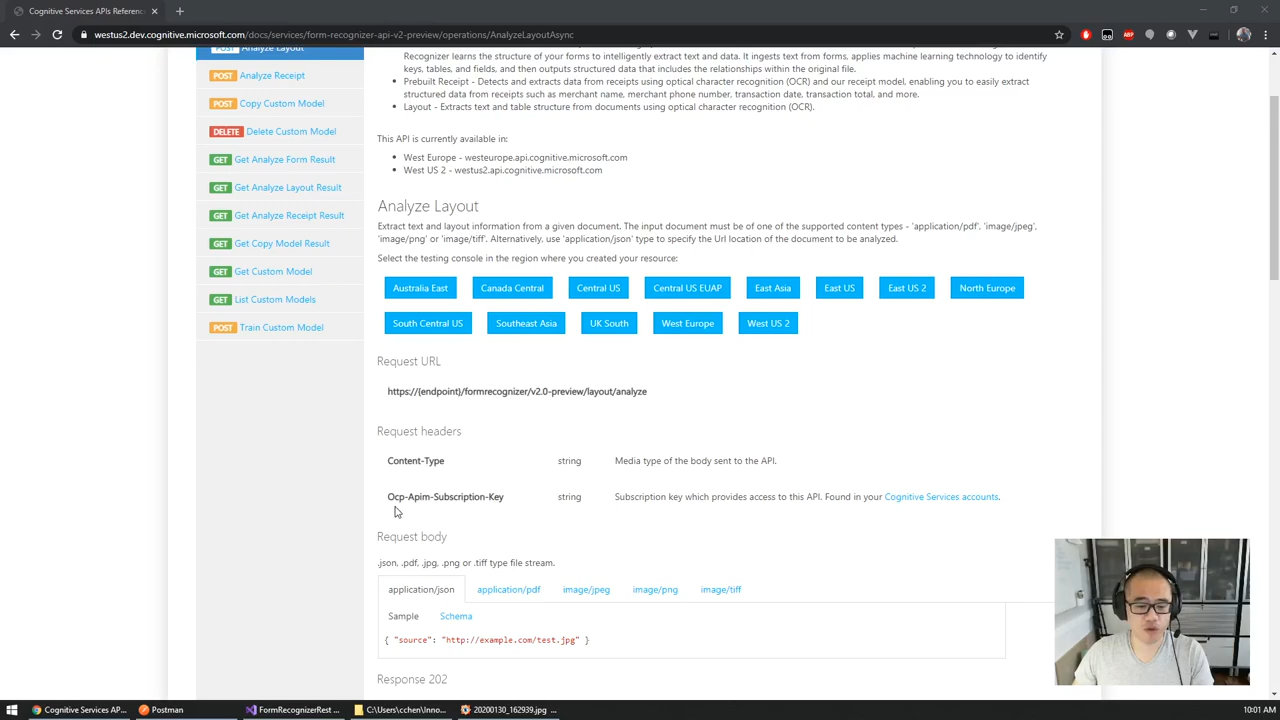 Cognitive Services API References
westus2.dev.cognitive.microsoft.com/docs/services/form-recognizer-api-v2-preview/operations/AnalyzeLayoutAsync
POST Analyze Layout
POST Analyze Receipt
POST Copy Custom Model
DELETE Delete Custom Model
GET Get Analyze Form Result
GET Get Analyze Layout Result
GET Get Analyze Receipt Result
GET Get Copy Model Result
GET Get Custom Model
GET List Custom Models
POST Train Custom Model
Recognizer learns the structure of your forms to intelligently extract text and data. It ingests text from forms, applies machine learning technology to identify
keys, tables, and fields, and then outputs structured data that includes the relationships within the original file.
• Prebuilt Receipt - Detects and extracts data from receipts using optical character recognition (OCR) and our receipt model, enabling you to easily extract
structured data from receipts such as merchant name, merchant phone number, transaction date, transaction total, and more.
• Layout - Extracts text and table structure from documents using optical character recognition (OCR).
This API is currently available in:
• West Europe - westeurope.api.cognitive.microsoft.com
• West US 2 - westus2.api.cognitive.microsoft.com
Analyze Layout
Extract text and layout information from a given document. The input document must be of one of the supported content types - 'application/pdf', 'image/jpeg',
'image/png' or 'image/tiff'. Alternatively, use 'application/json' type to specify the Url location of the document to be analyzed.
Select the testing console in the region where you created your resource:
Australia East Canada Central Central US Central US EUAP East Asia East US East US 2 North Europe
South Central US Southeast Asia UK South West Europe West US 2
Request URL
https://{endpoint}/formrecognizer/v2.0-preview/layout/analyze
Request headers
Content-Type string Media type of the body sent to the API.
Ocp-Apim-Subscription-Key string Subscription key which provides access to this API. Found in your Cognitive Services accounts.
Request body
.json, .pdf, .jpg, .png or .tiff type file stream.
application/json application/pdf image/jpeg image/png image/tiff
Sample Schema
{ "source": "http://example.com/test.jpg" }
Response 202
Cognitive Services AP... Postman FormRecognizerRest ... C:\Users\cchen\Inno... 20200130_162939.jpg ... 10:01 AM